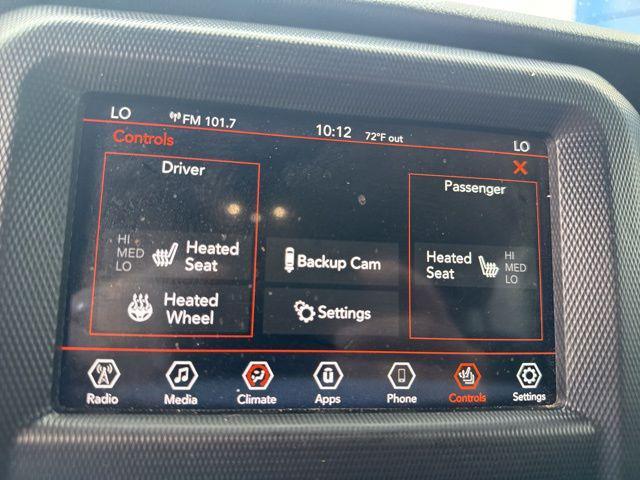 LO FM 101.7 10:12 72°F out LO
Controls
Driver
HI
MED
LO
Heated
Seat
Heated
Wheel
Backup Cam
Settings
Passenger
Heated
Seat
HI
MED
LO
Radio Media Climate Apps Phone Controls Settings